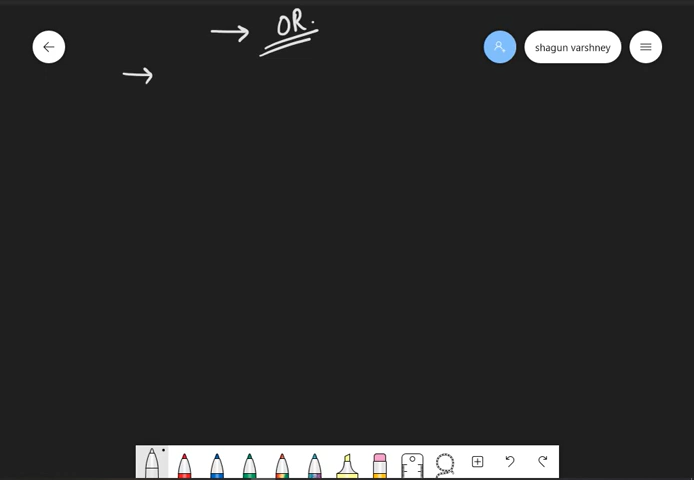 → OR.
shagun varshney
→